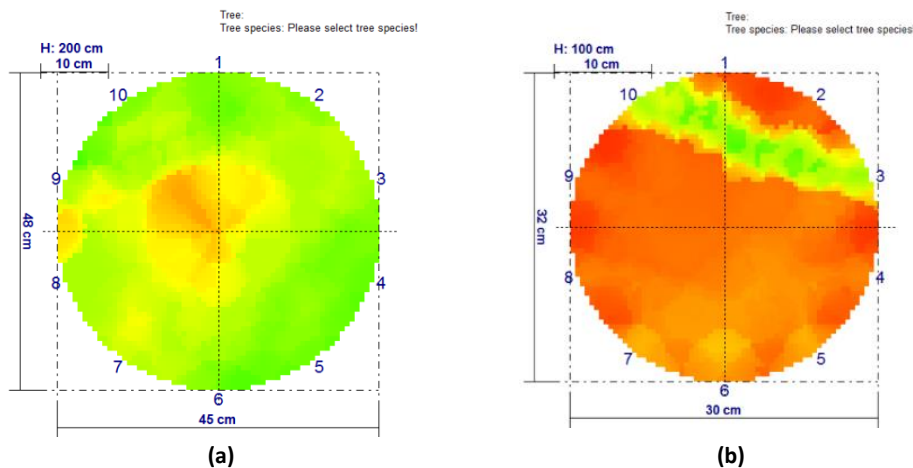 Tree:
Tree species: Please select tree species!
H: 200 cm
10 cm
1
2
3
4
5
6
7
8
9
10
48 cm
45 cm
(a)
Tree:
Tree species: Please select tree species!
H: 100 cm
10 cm
1
2
3
4
5
6
7
8
9
10
32 cm
30 cm
(b)